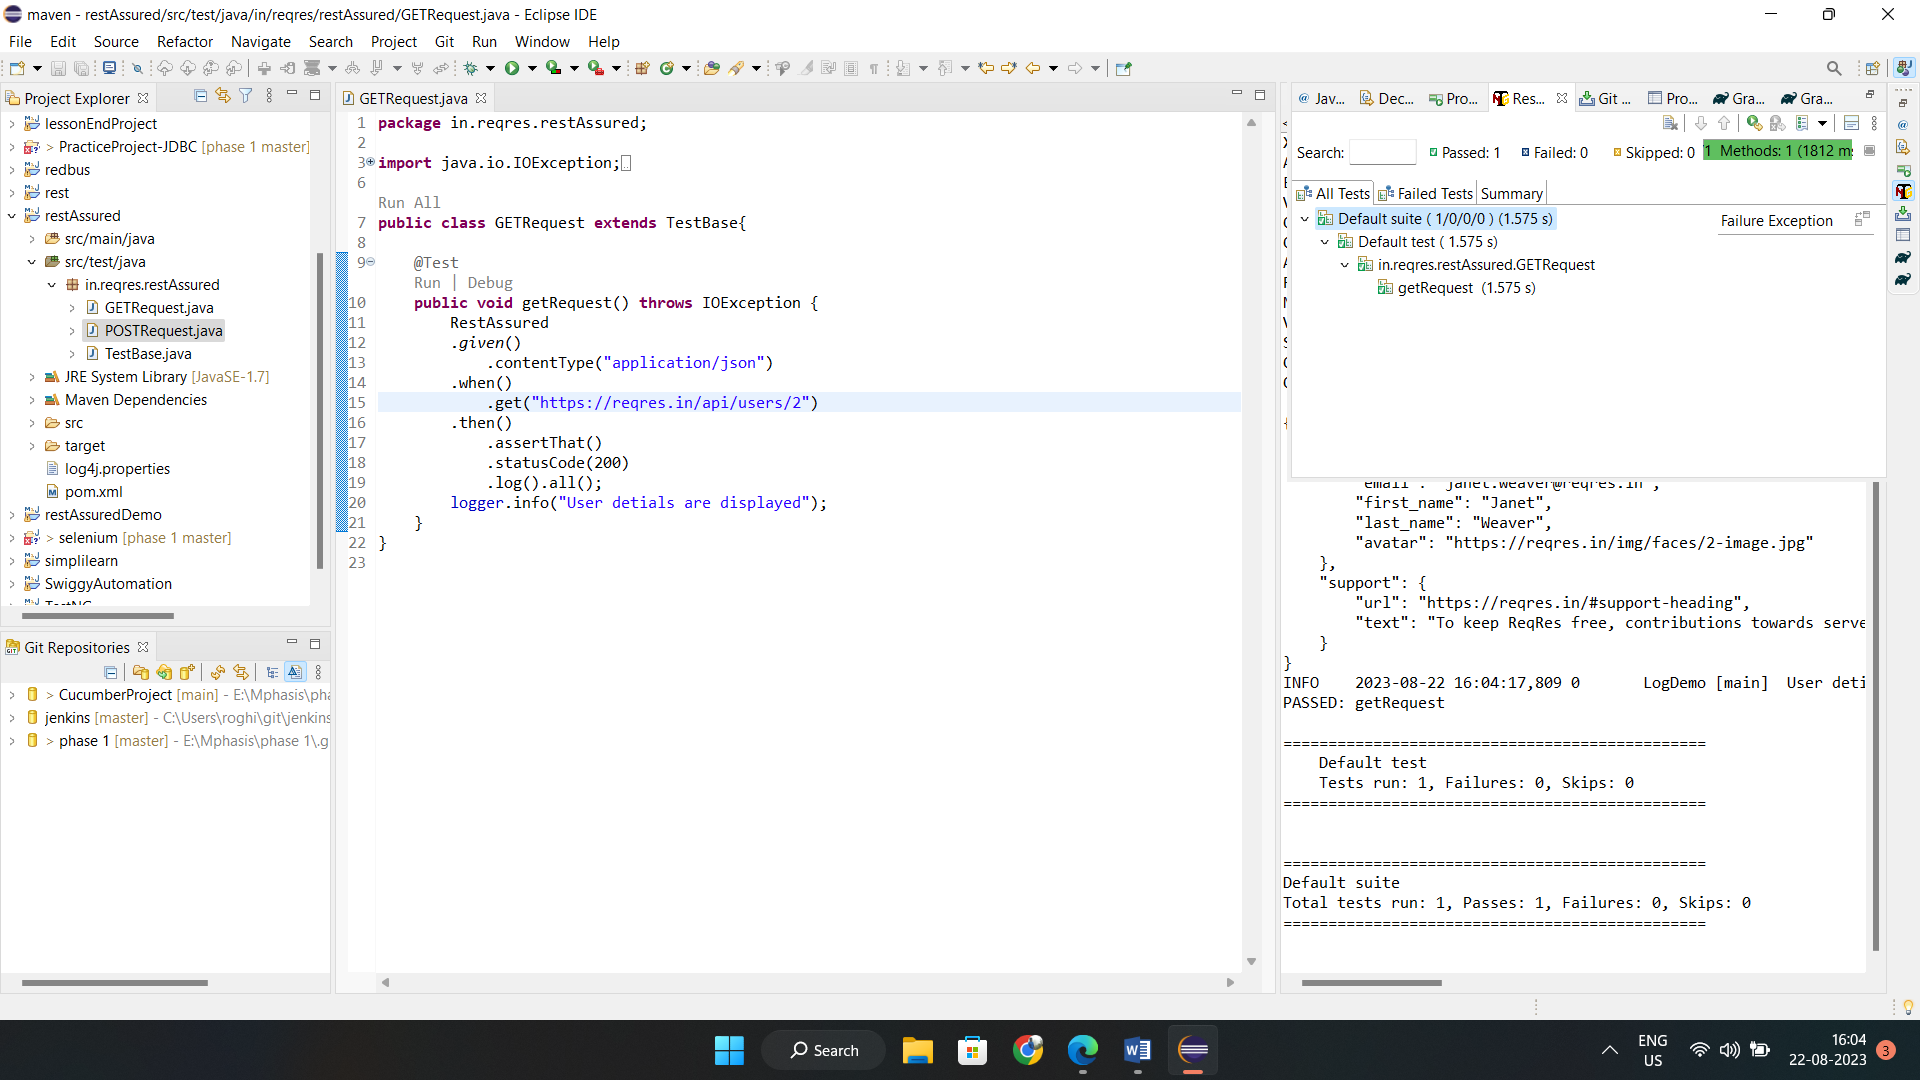 maven - restAssured/src/test/java/in/reqres/restAssured/GETRequest.java - Eclipse IDE
File Edit Source Refactor Navigate Search Project Git Run Window Help
Project Explorer
lessonEndProject
> PracticeProject-JDBC [phase 1 master]
redbus
rest
restAssured
src/main/java
src/test/java
in.reqres.restAssured
GETRequest.java
POSTRequest.java
TestBase.java
JRE System Library [JavaSE-1.7]
Maven Dependencies
src
target
log4j.properties
pom.xml
restAssuredDemo
> selenium [phase 1 master]
simplilearn
SwiggyAutomation
TestNG
Git Repositories
> CucumberProject [main] - E:\Mphasis\pha
jenkins [master] - C:\Users\roghi\git\jenkins
> phase 1 [master] - E:\Mphasis\phase 1\.g
GETRequest.java
1 package in.reqres.restAssured;
2
3 import java.io.IOException;
6
Run All
7 public class GETRequest extends TestBase{
8
9 @Test
Run | Debug
10 public void getRequest() throws IOException {
11 RestAssured
12 .given()
13 .contentType("application/json")
14 .when()
15 .get("https://reqres.in/api/users/2")
16 .then()
17 .assertThat()
18 .statusCode(200)
19 .log().all();
20 logger.info("User detials are displayed");
21 }
22 }
23
Jav... Dec... Pro... Res... Git ... Pro... Gra... Gra...
Search: Passed: 1 Failed: 0 Skipped: 0 Methods: 1 (1812 ms
All Tests Failed Tests Summary
Default suite ( 1/0/0/0 ) (1.575 s)
Default test ( 1.575 s)
in.reqres.restAssured.GETRequest
getRequest (1.575 s)
Failure Exception
"email": "janet.weaver@reqres.in",
"first_name": "Janet",
"last_name": "Weaver",
"avatar": "https://reqres.in/img/faces/2-image.jpg"
},
"support": {
"url": "https://reqres.in/#support-heading",
"text": "To keep ReqRes free, contributions towards serve
}
}
INFO 2023-08-22 16:04:17,809 0 LogDemo [main] User deti
PASSED: getRequest
===============================================
Default test
Tests run: 1, Failures: 0, Skips: 0
===============================================
===============================================
Default suite
Total tests run: 1, Passes: 1, Failures: 0, Skips: 0
===============================================
Search
ENG
US
16:04
22-08-2023
3